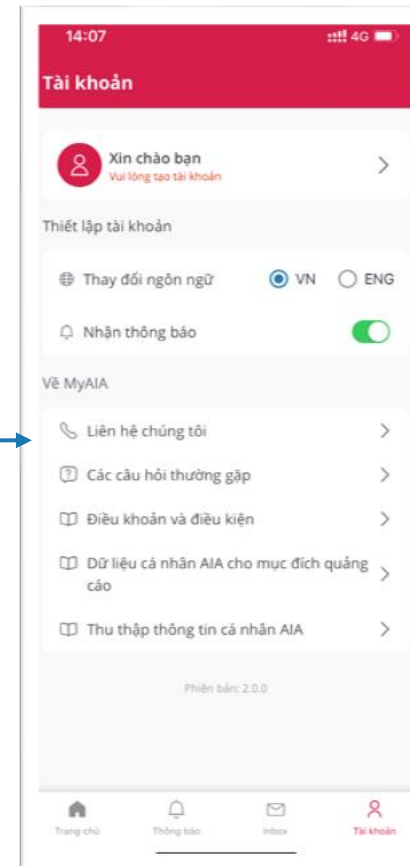 14:07
4G
Tài khoản
Xin chào bạn
Vui lòng tạo tài khoản
Thiết lập tài khoản
Thay đổi ngôn ngữ VN ENG
Nhận thông báo
Về MyAIA
Liên hệ chúng tôi
Các câu hỏi thường gặp
Điều khoản và điều kiện
Dữ liệu cá nhân AIA cho mục đích quảng
cáo
Thu thập thông tin cá nhân AIA
Phiên bản: 2.0.0
Trang chủ Thông báo Inbox Tài khoản